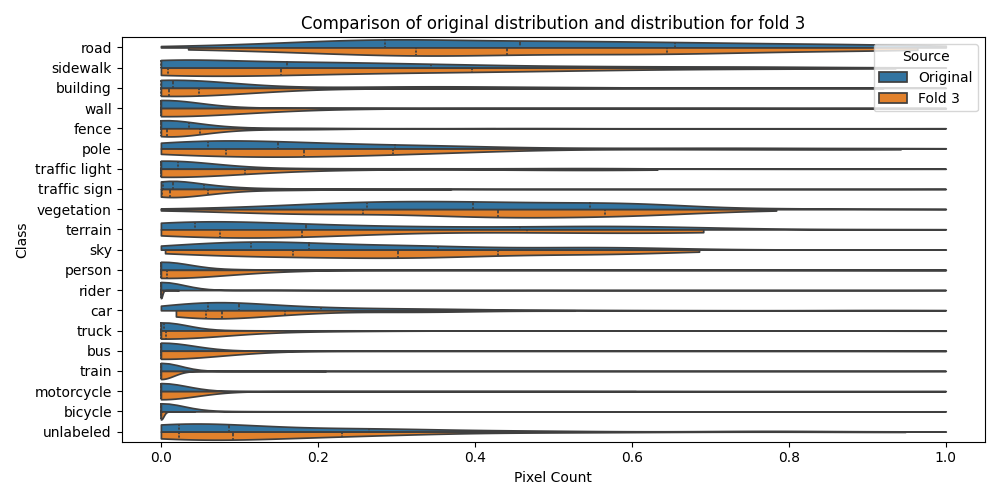 Comparison of original distribution and distribution for fold 3
Source
Original
Fold 3
Class
road
sidewalk
building
wall
fence
pole
traffic light
traffic sign
vegetation
terrain
sky
person
rider
car
truck
bus
train
motorcycle
bicycle
unlabeled
0.0 0.2 0.4 0.6 0.8 1.0
Pixel Count